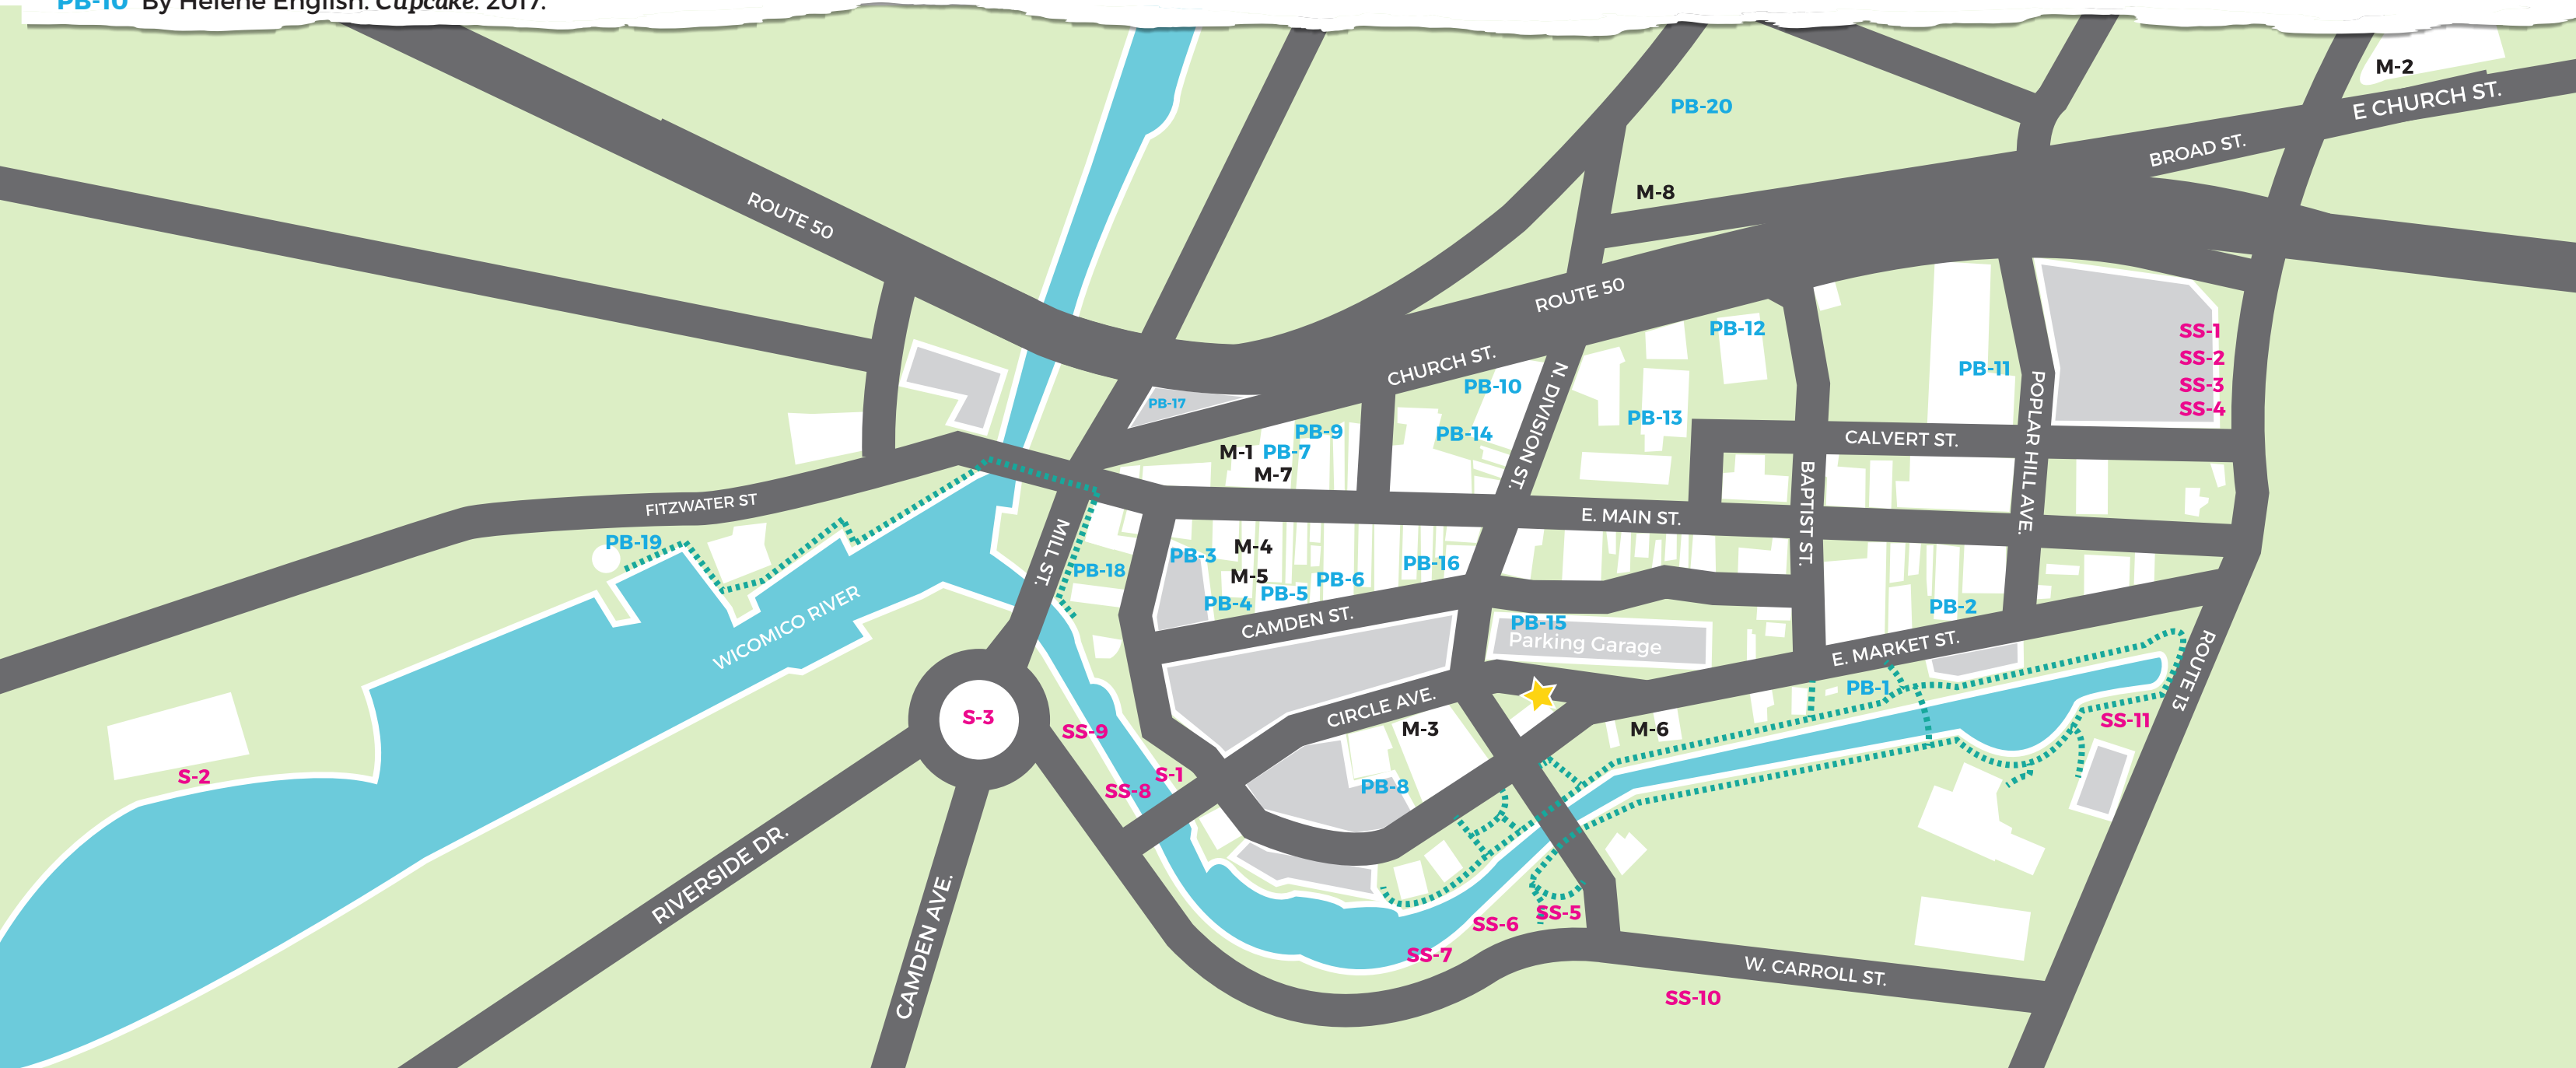 PB-10 By Helene English. Cupcake. 2017.
M-2
E CHURCH ST.
PB-20
BROAD ST.
M-8
ROUTE 50
ROUTE 50
PB-12
SS-1
SS-2
SS-3
SS-4
CHURCH ST.
PB-10
PB-11
PB-17
N. DIVISION ST.
POPLAR HILL AVE.
PB-9
PB-14
PB-13
CALVERT ST.
M-1 PB-7
M-7
FITZWATER ST
E. MAIN ST.
BAPTIST ST.
MILL ST.
PB-19
PB-18
PB-3
M-4
M-5
PB-16
PB-6
PB-5
PB-4
CAMDEN ST.
PB-15
Parking Garage
PB-2
E. MARKET ST.
WICOMICO RIVER
PB-1
ROUTE 13
S-3
SS-9
CIRCLE AVE.
M-3
M-6
SS-11
S-2
S-1
SS-8
PB-8
RIVERSIDE DR.
CAMDEN AVE.
SS-5
SS-6
SS-7
W. CARROLL ST.
SS-10